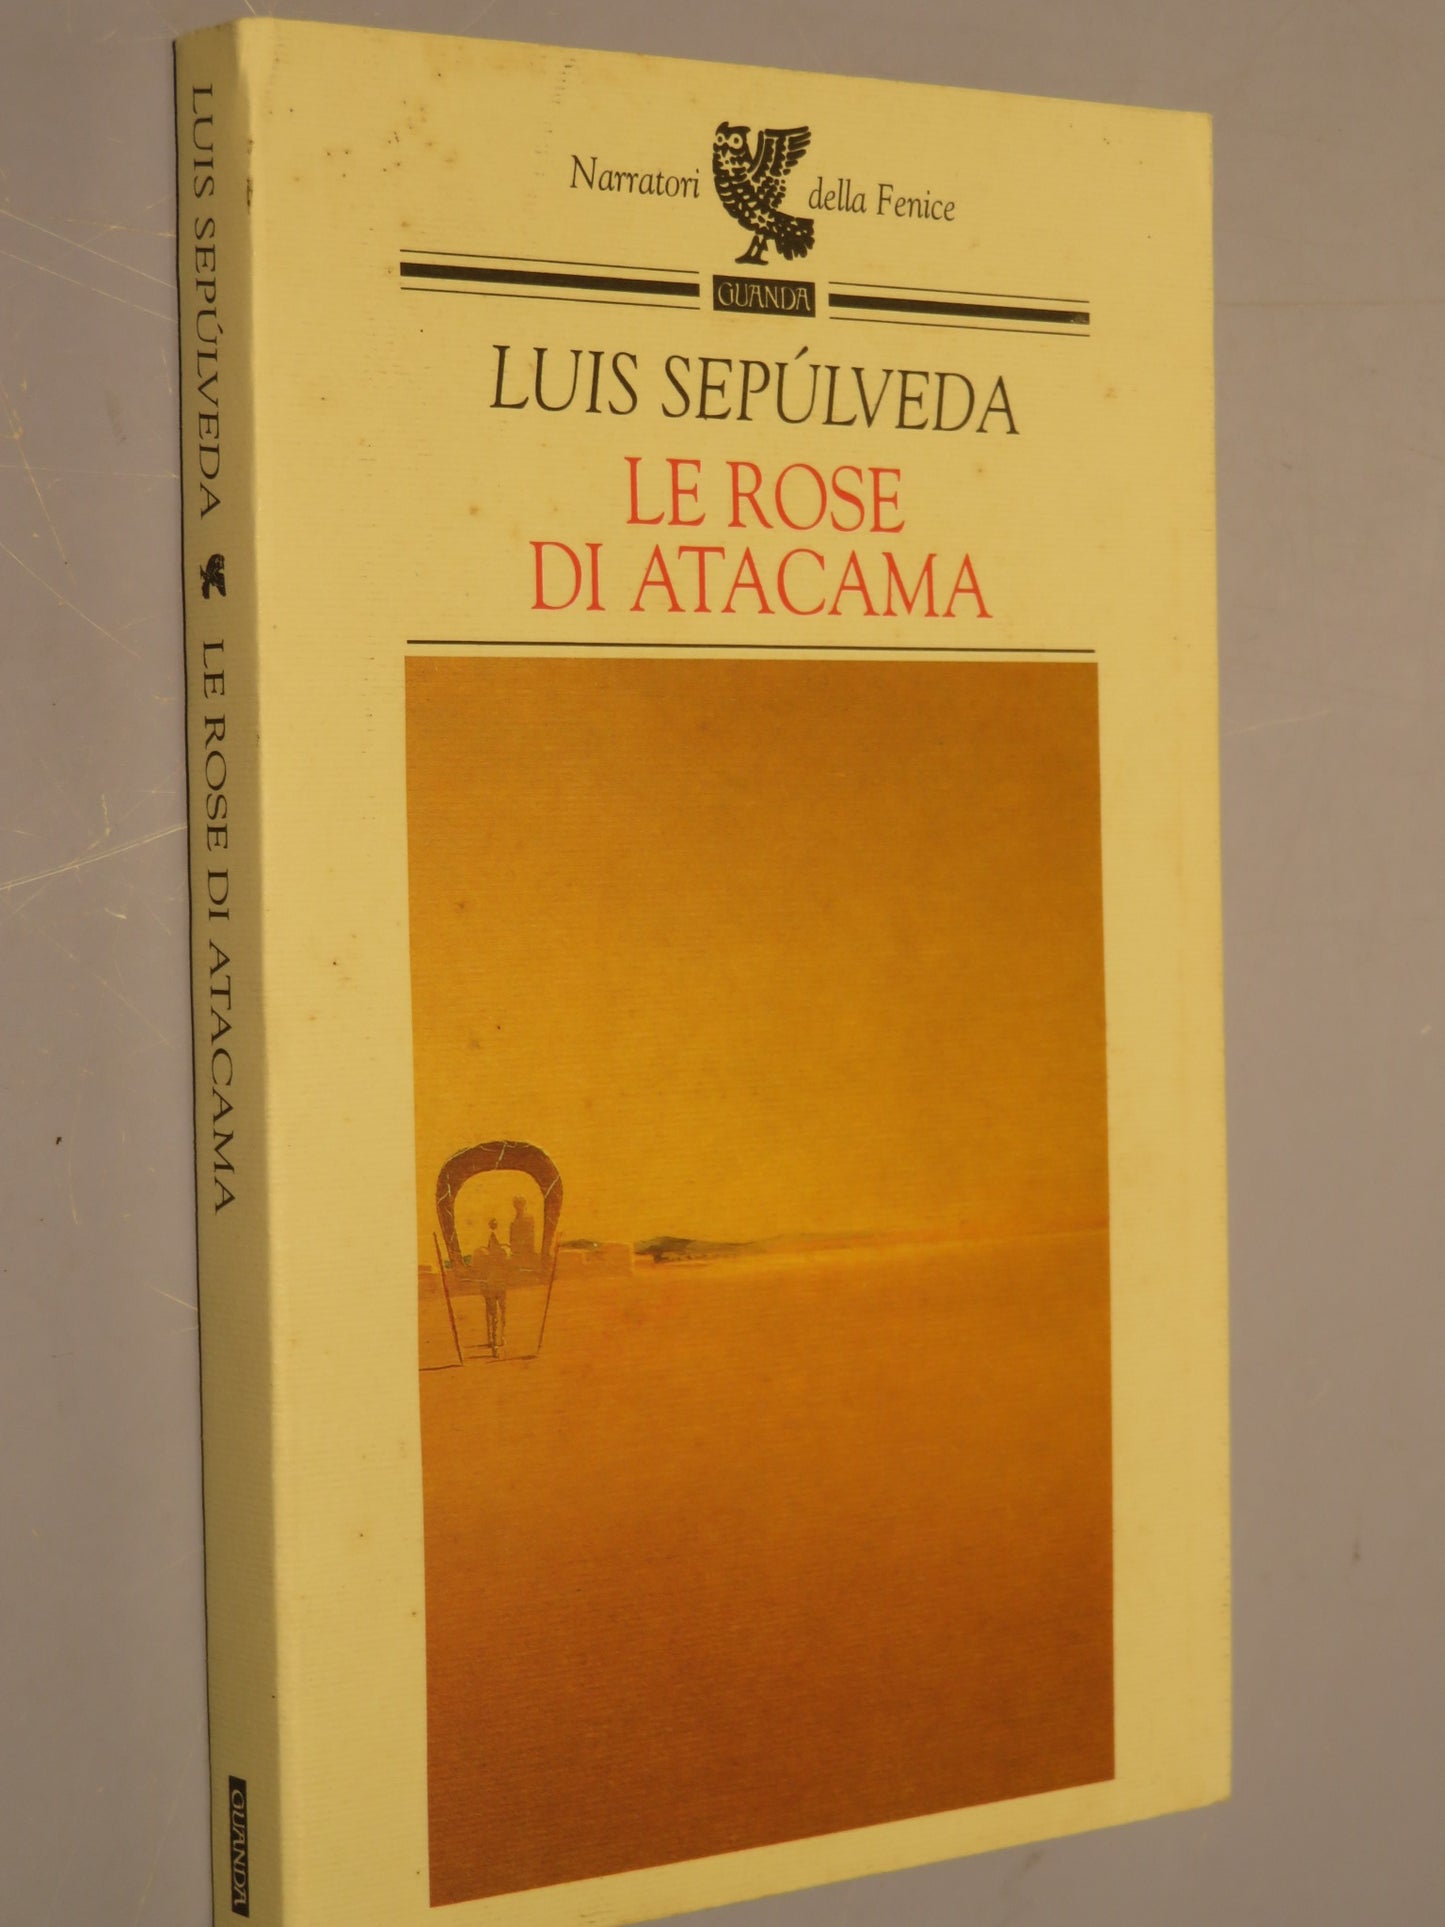 Narratori della Fenice
GUANDA
LUIS SEPÚLVEDA
LE ROSE
DI ATACAMA
LUIS SEPÚLVEDA LE ROSE DI ATACAMA
GUANDA